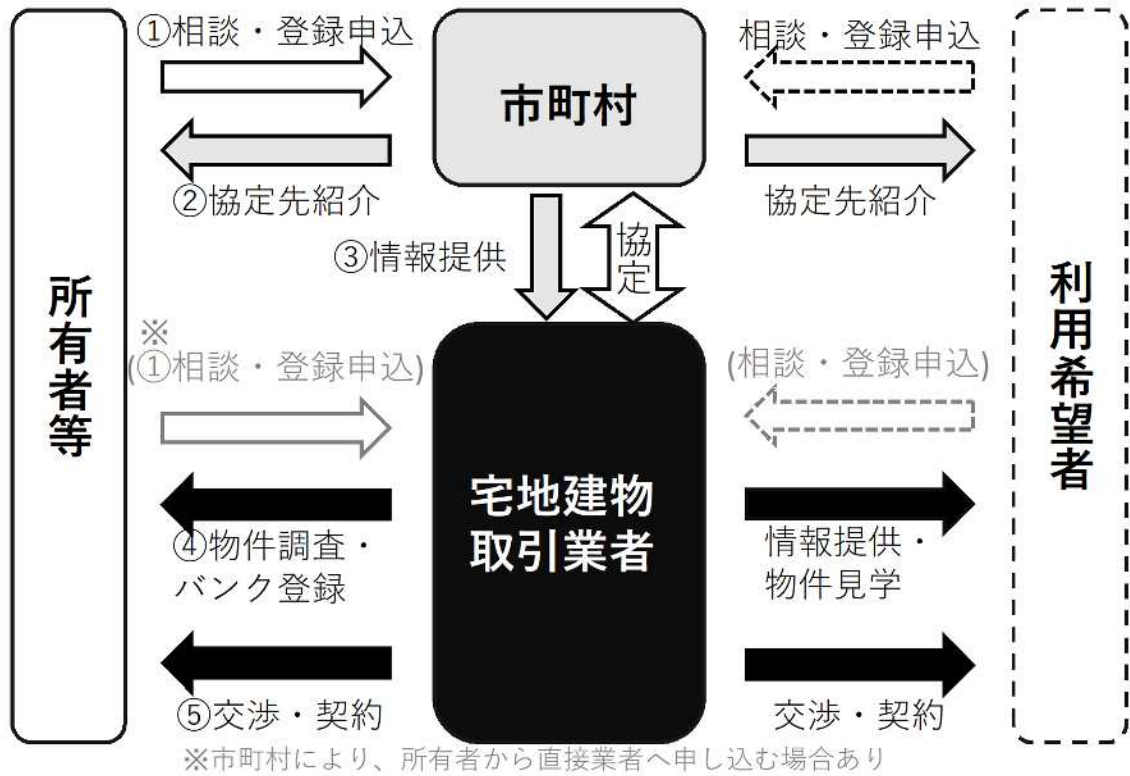 ①相談・登録申込
相談・登録申込
市町村
②協定先紹介
協定先紹介
③情報提供
協定
所有者等
利用希望者
※
(①相談・登録申込)
(相談・登録申込)
宅地建物
取引業者
④物件調査・
バンク登録
情報提供・
物件見学
⑤交渉・契約
交渉・契約
※市町村により、所有者から直接業者へ申し込む場合あり